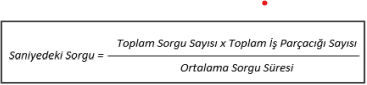 Toplam Sorgu Sayısı x Toplam İş Parçacığı Sayısı
Saniyedeki Sorgu =
Ortalama Sorgu Süresi